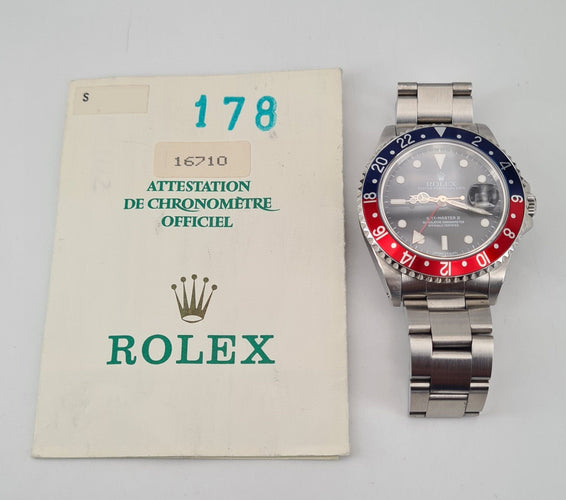 S
178
16710
ATTESTATION
DE CHRONOMÈTRE
OFFICIEL
ROLEX
ROLEX
GMT-MASTER II
22
24
2
4
6
8
10
12
14
16
18
20